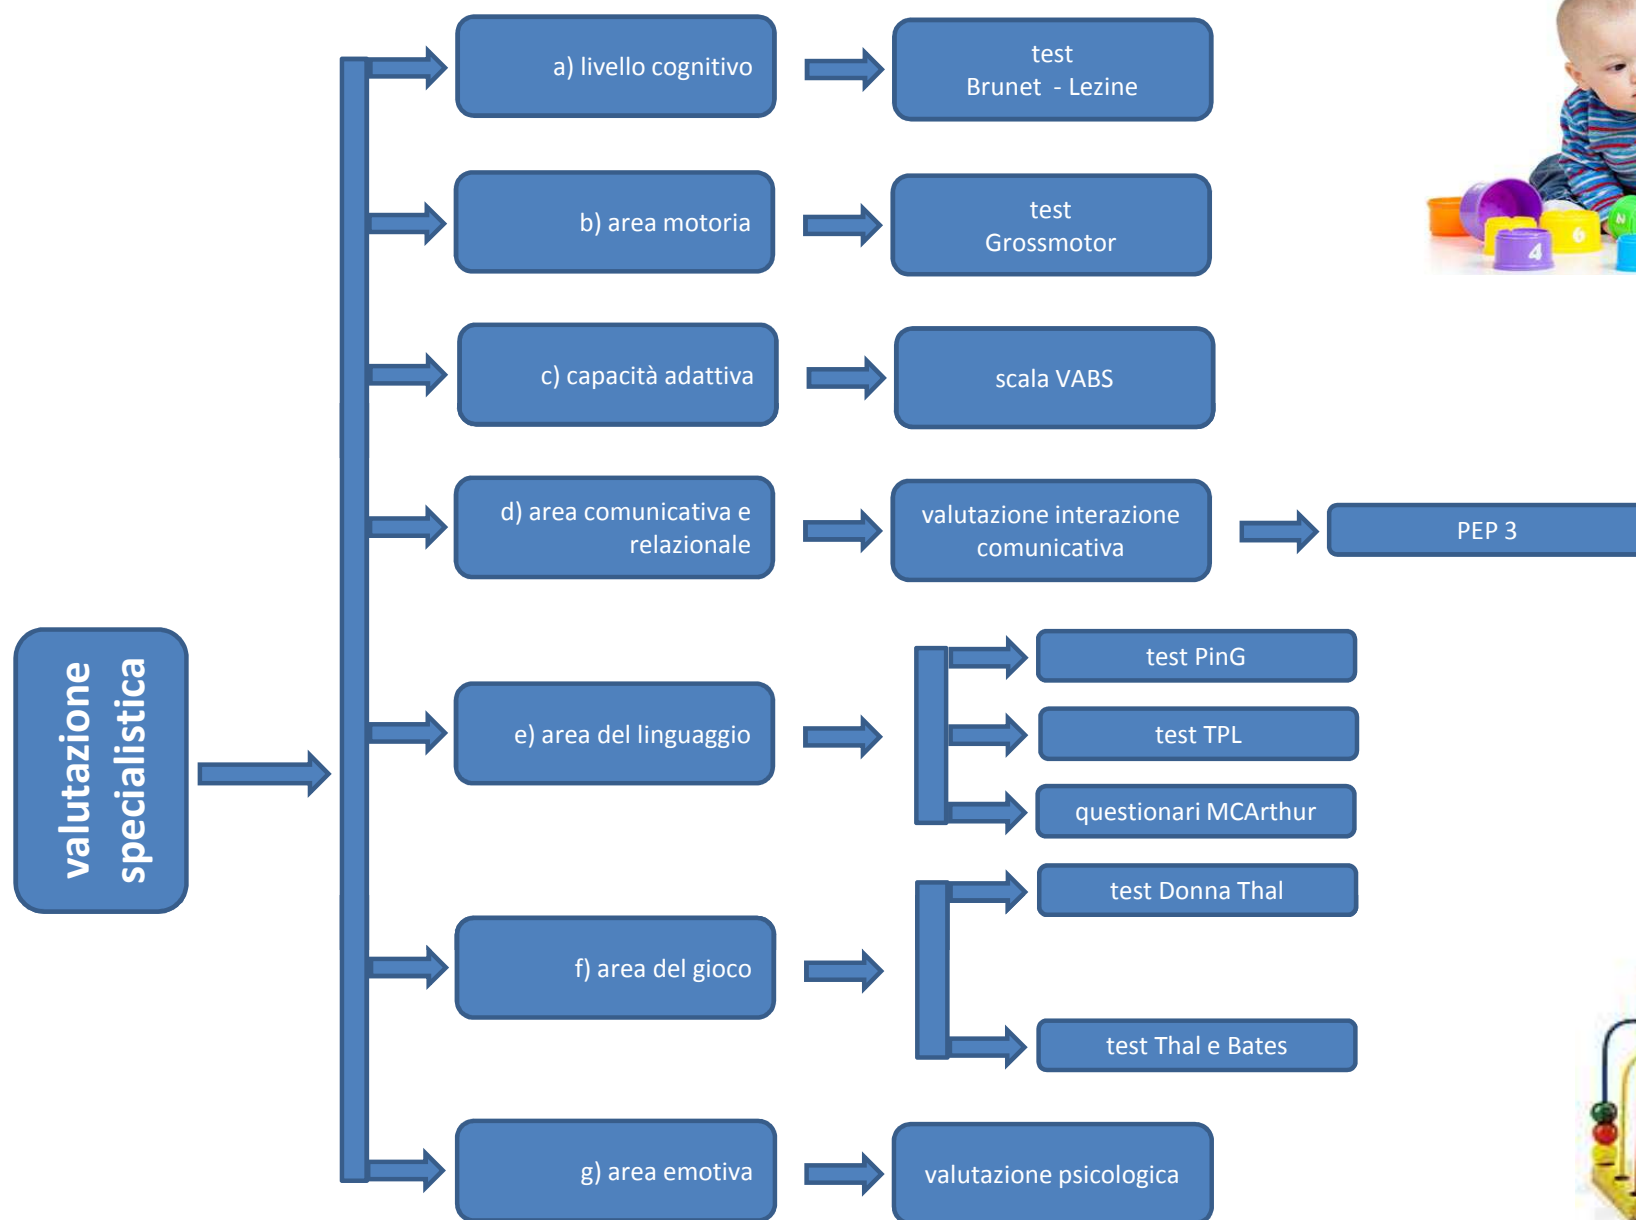 a) livello cognitivo
test
Brunet - Lezine
b) area motoria
test
Grossmotor
c) capacità adattiva
scala VABS
d) area comunicativa e
relazionale
valutazione interazione
comunicativa
PEP 3
valutazione
specialistica
e) area del linguaggio
test PinG
test TPL
questionari MCArthur
f) area del gioco
test Donna Thal
test Thal e Bates
g) area emotiva
valutazione psicologica
4
6
N